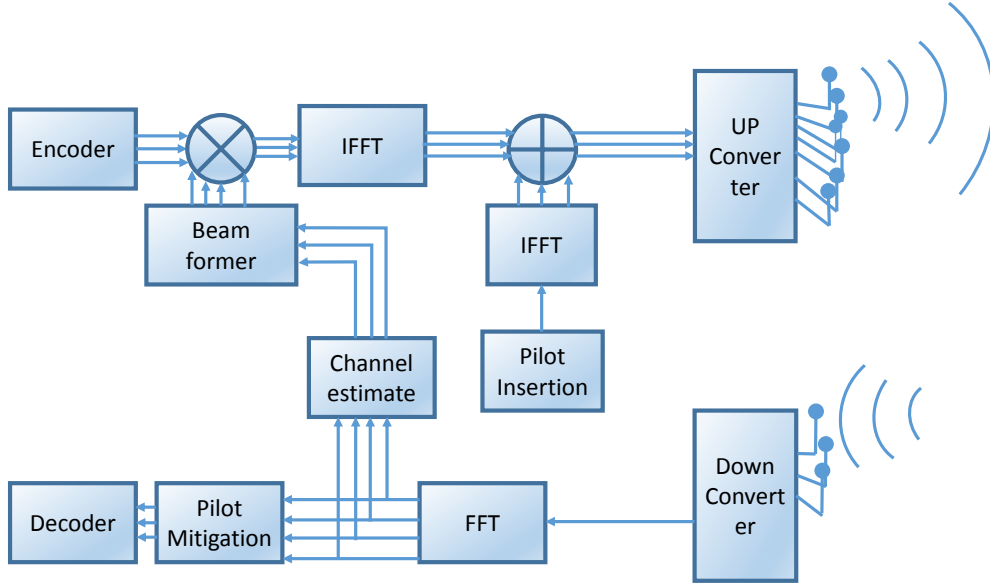 Encoder
IFFT
UP
Conver
ter
Beam
former
IFFT
Channel
estimate
Pilot
Insertion
Decoder
Pilot
Mitigation
FFT
Down
Convert
er